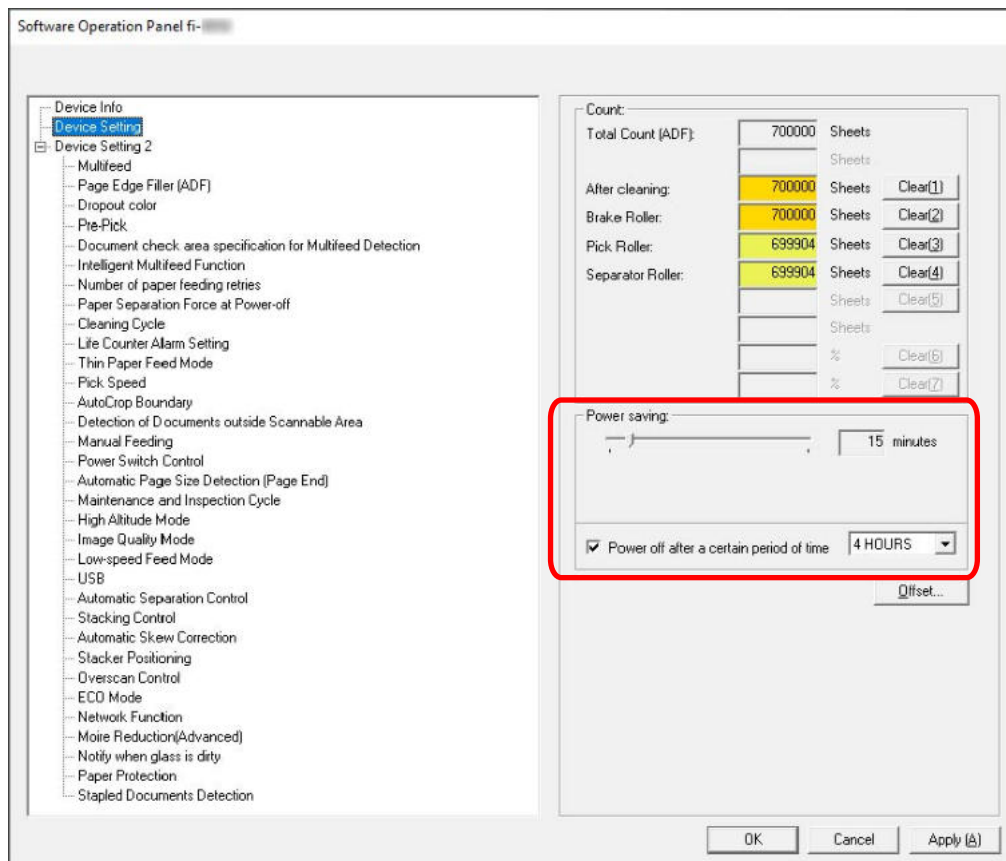 Software Operation Panel fi-
Device Info
Device Setting
Device Setting 2
Multifeed
Page Edge Filler (ADF)
Dropout color
Pre-Pick
Document check area specification for Multifeed Detection
Intelligent Multifeed Function
Number of paper feeding retries
Paper Separation Force at Power-off
Cleaning Cycle
Life Counter Alarm Setting
Thin Paper Feed Mode
Pick Speed
AutoCrop Boundary
Detection of Documents outside Scannable Area
Manual Feeding
Power Switch Control
Automatic Page Size Detection (Page End)
Maintenance and Inspection Cycle
High Altitude Mode
Image Quality Mode
Low-speed Feed Mode
USB
Automatic Separation Control
Stacking Control
Automatic Skew Correction
Stacker Positioning
Overscan Control
ECO Mode
Network Function
Moire Reduction(Advanced)
Notify when glass is dirty
Paper Protection
Stapled Documents Detection
Count:
Total Count (ADF): 700000 Sheets
Sheets
After cleaning: 700000 Sheets Clear(1)
Brake Roller: 700000 Sheets Clear(2)
Pick Roller: 699904 Sheets Clear(3)
Separator Roller: 699904 Sheets Clear(4)
Sheets Clear(5)
Sheets
% Clear(6)
% Clear(7)
Power saving:
15 minutes
Power off after a certain period of time 4 HOURS
Offset...
OK Cancel Apply (A)